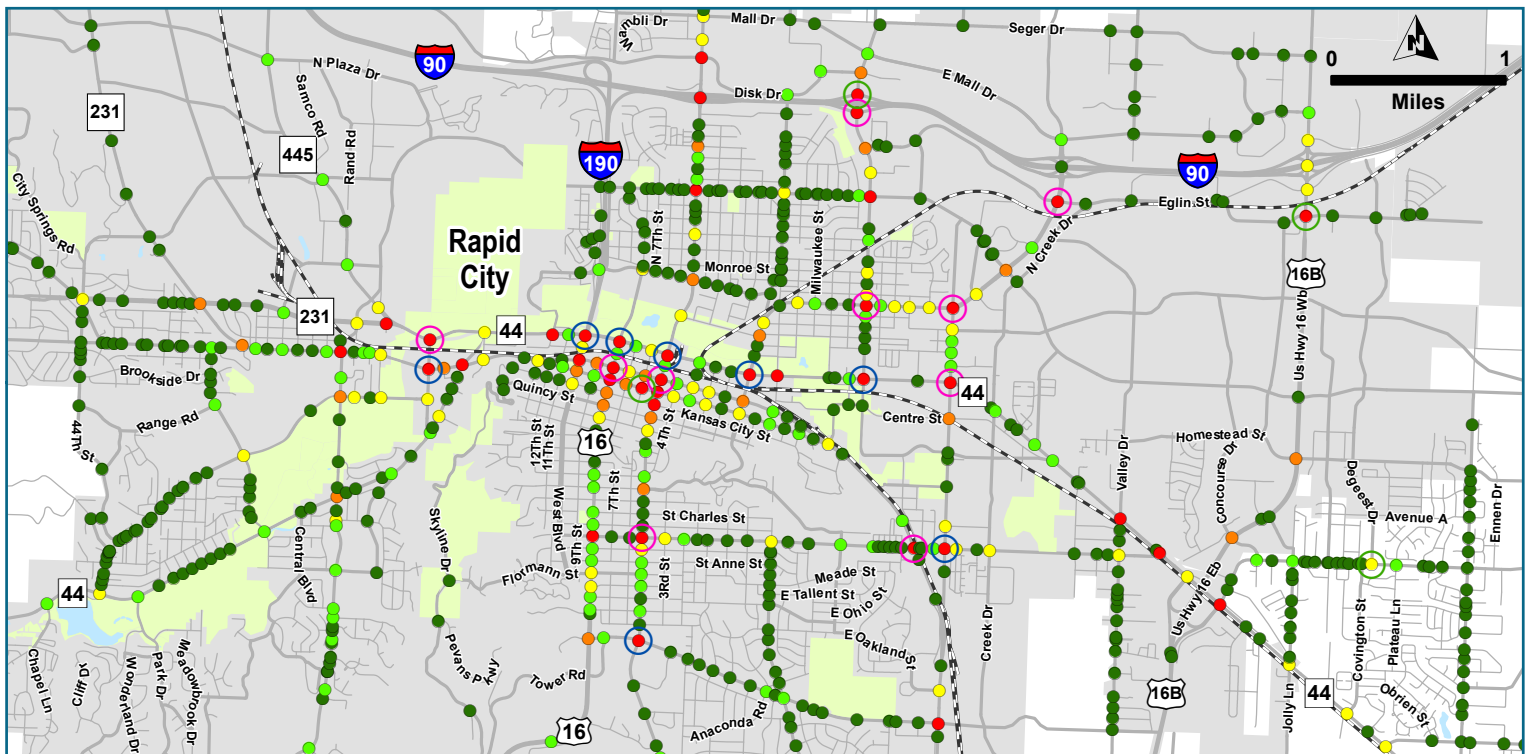 Wambli Dr
Mall Dr
Seger Dr
N
0
1
Miles
90
N Plaza Dr
E Mall Dr
Disk Dr
231
Samco Rd
Rand Rd
445
190
90
City Springs Rd
Eglin St
N 7Th St
Milwaukee St
N Creek Dr
Rapid
City
Monroe St
16B
Us Hwy 16 Wb
231
44
Brookside Dr
Quincy St
44
Range Rd
Kansas City St
Centre St
4Th St
44Th St
12Th St
11Th St
16
Homestead St
Valley Dr
Concourse Dr
Degeest Dr
Ennen Dr
7Th St
West Blvd
Skyline Dr
St Charles St
Avenue A
9Th St
Central Blvd
Flormann St
3Rd St
St Anne St
Meade St
E Tallent St
E Ohio St
44
Us Hwy 16 Eb
E Oakland St
Creek Dr
Covington St
Plateau Ln
Chapel Ln
Cliff Dr
Wonderland Dr
Park Dr
Meadowbrook Dr
Pevans Pkwy
Tower Rd
Anaconda Rd
16
16B
Jolly Ln
44
Obrien St